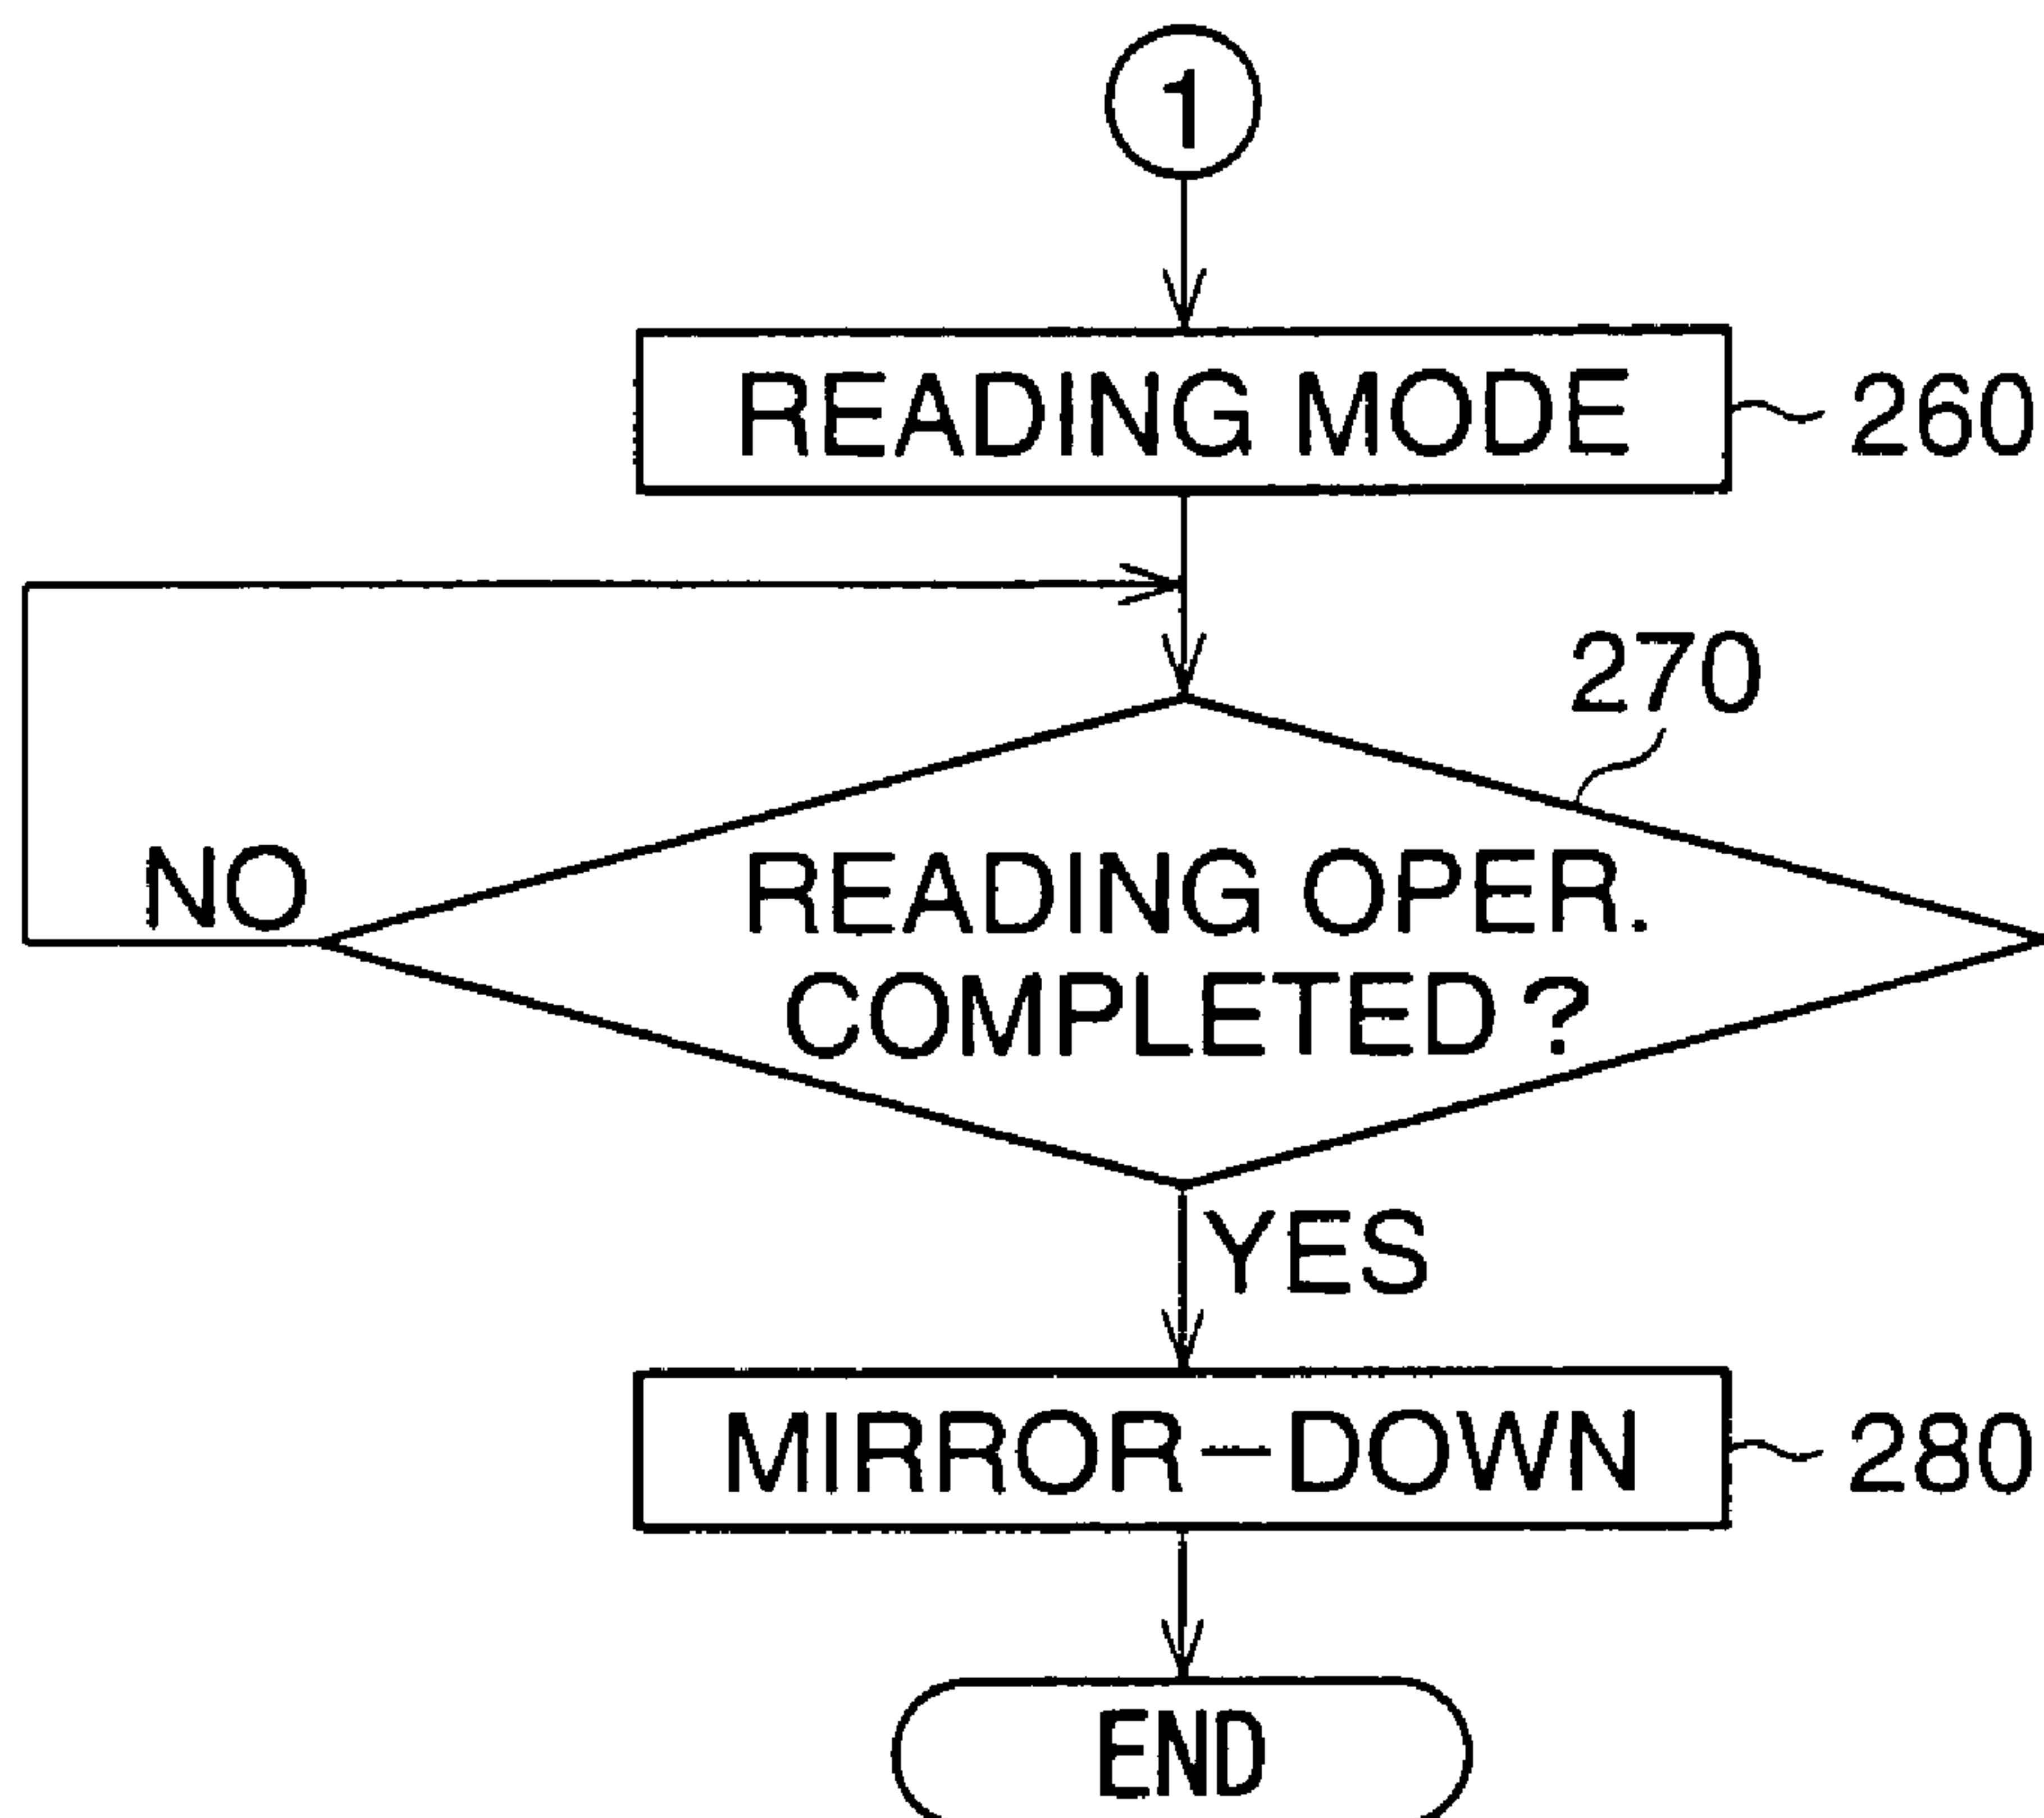 1
READING MODE 260
270
NO
READING OPER.
COMPLETED ?
YES
MIRROR-DOWN 280
END